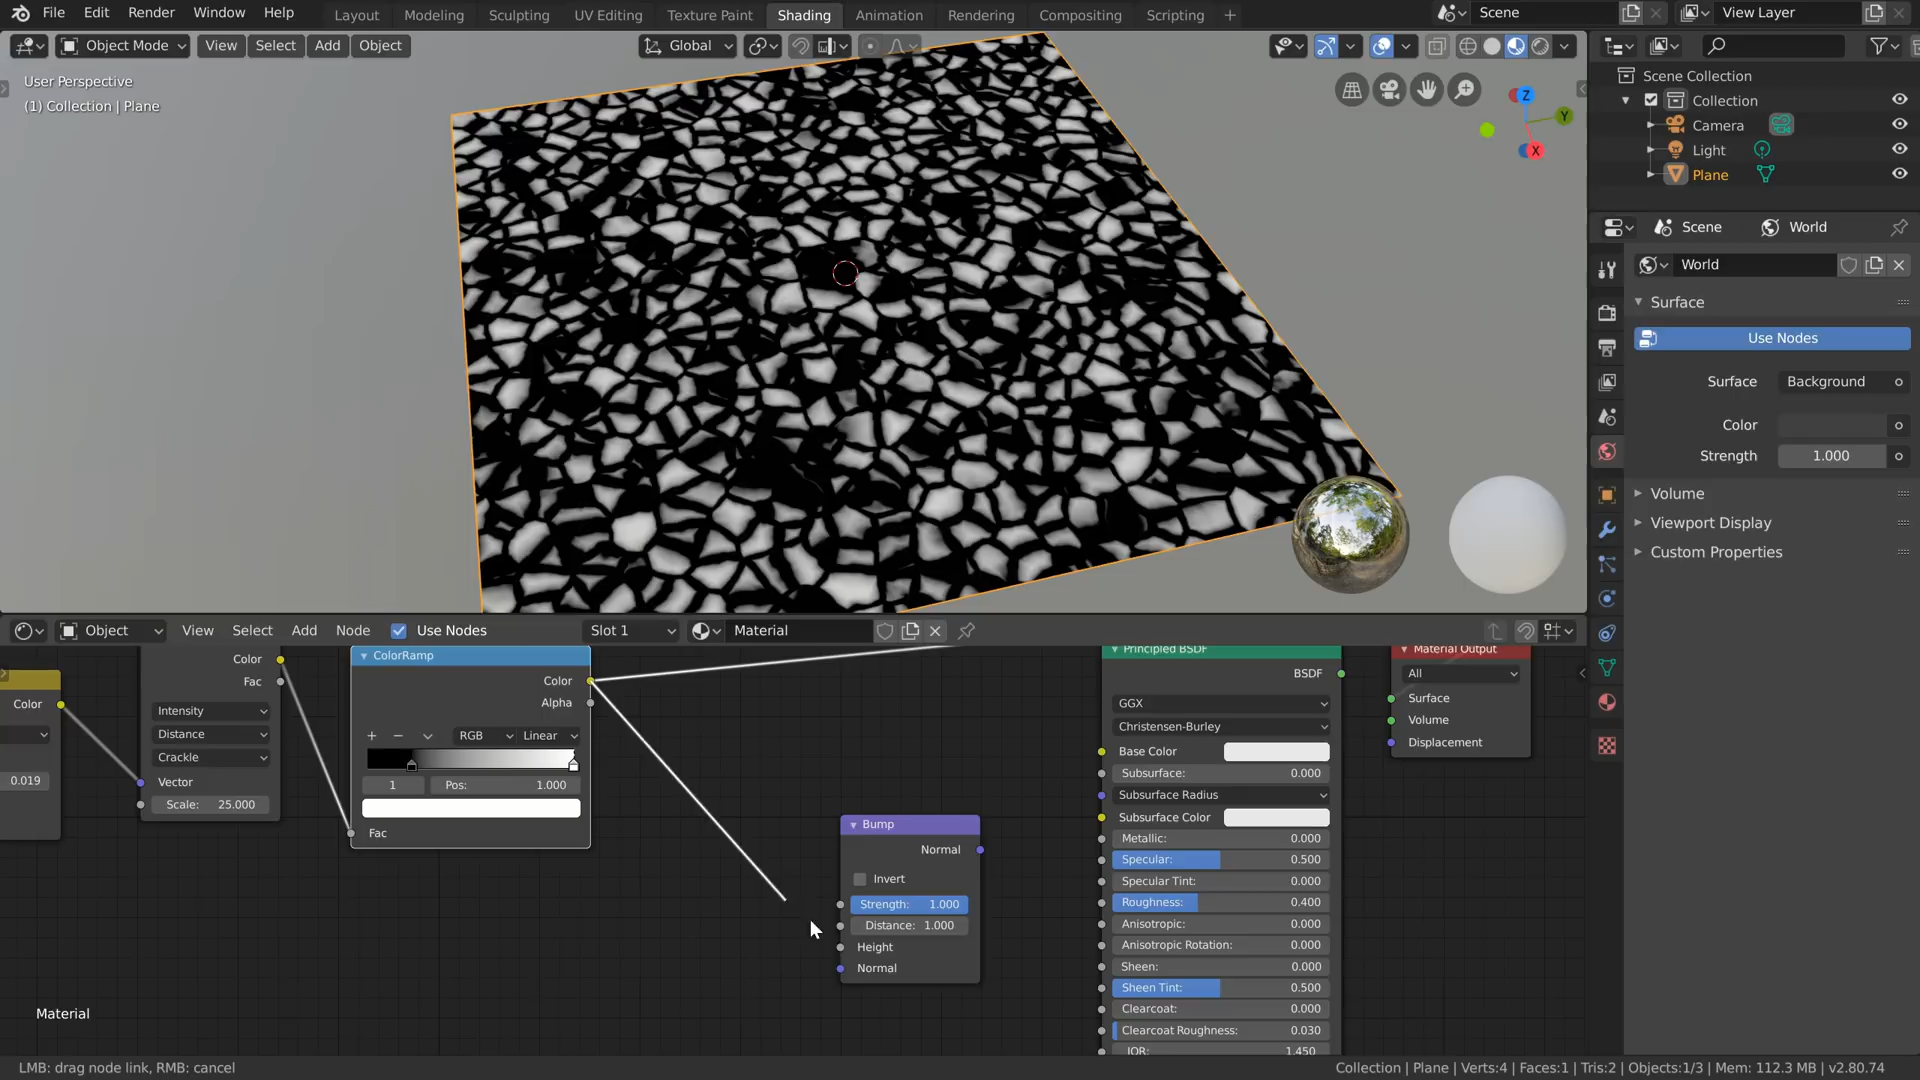 File Edit Render Window Help
Layout Modeling Sculpting UV Editing Texture Paint Shading Animation Rendering Compositing Scripting +
Scene
View Layer
Object Mode View Select Add Object
Global
User Perspective
(1) Collection | Plane
Z
Y
X
Scene Collection
Collection
Camera
Light
Plane
Scene World
World
Surface
Use Nodes
Surface Background
Color
Strength 1.000
Volume
Viewport Display
Custom Properties
Object View Select Add Node Use Nodes Slot 1 Material
Color
0.019
Color
Fac
Intensity
Distance
Crackle
Vector
Scale: 25.000
ColorRamp
Color
Alpha
+ − RGB Linear
1 Pos: 1.000
Fac
Bump
Normal
Invert
Strength: 1.000
Distance: 1.000
Height
Normal
Principled BSDF
BSDF
GGX
Christensen-Burley
Base Color
Subsurface: 0.000
Subsurface Radius
Subsurface Color
Metallic: 0.000
Specular: 0.500
Specular Tint: 0.000
Roughness: 0.400
Anisotropic: 0.000
Anisotropic Rotation: 0.000
Sheen: 0.000
Sheen Tint: 0.500
Clearcoat: 0.000
Clearcoat Roughness: 0.030
IOR: 1.450
Material Output
All
Surface
Volume
Displacement
Material
LMB: drag node link, RMB: cancel
Collection | Plane | Verts:4 | Faces:1 | Tris:2 | Objects:1/3 | Mem: 112.3 MB | v2.80.74